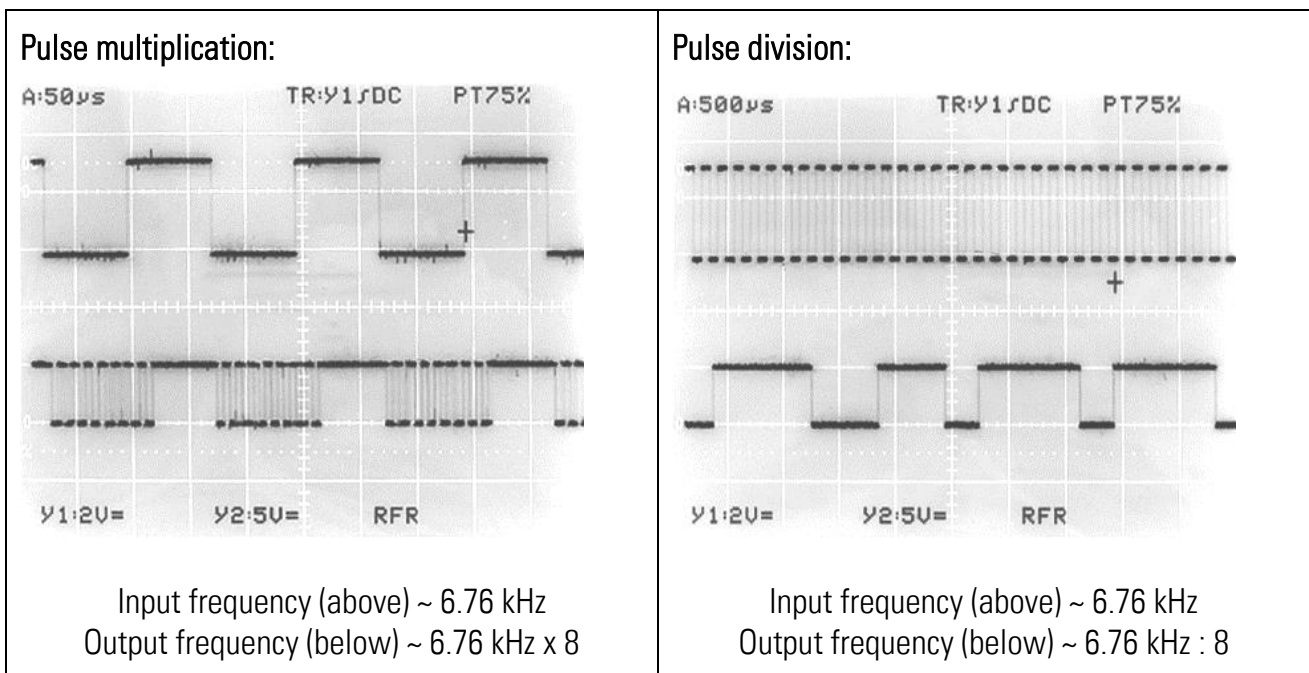 Pulse multiplication:
A:50µs TR:Y1⎍DC PT75%
Y1:2V= Y2:5V= RFR
Input frequency (above) ~ 6.76 kHz
Output frequency (below) ~ 6.76 kHz x 8
Pulse division:
A:500µs TR:Y1⎍DC PT75%
Y1:2V= Y2:5V= RFR
Input frequency (above) ~ 6.76 kHz
Output frequency (below) ~ 6.76 kHz : 8